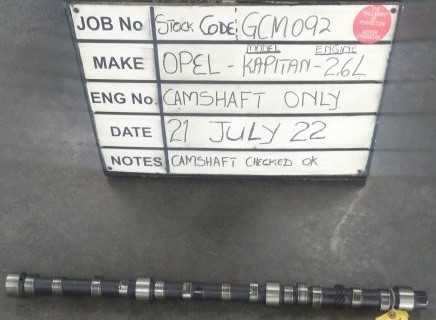 JOB No STOCK CODE: GCM092
MODEL ENGINE
MAKE OPEL - KAPITAN - 2.6L
ENG No. CAMSHAFT ONLY
DATE 21 JULY 22
NOTES CAMSHAFT CHECKED OK